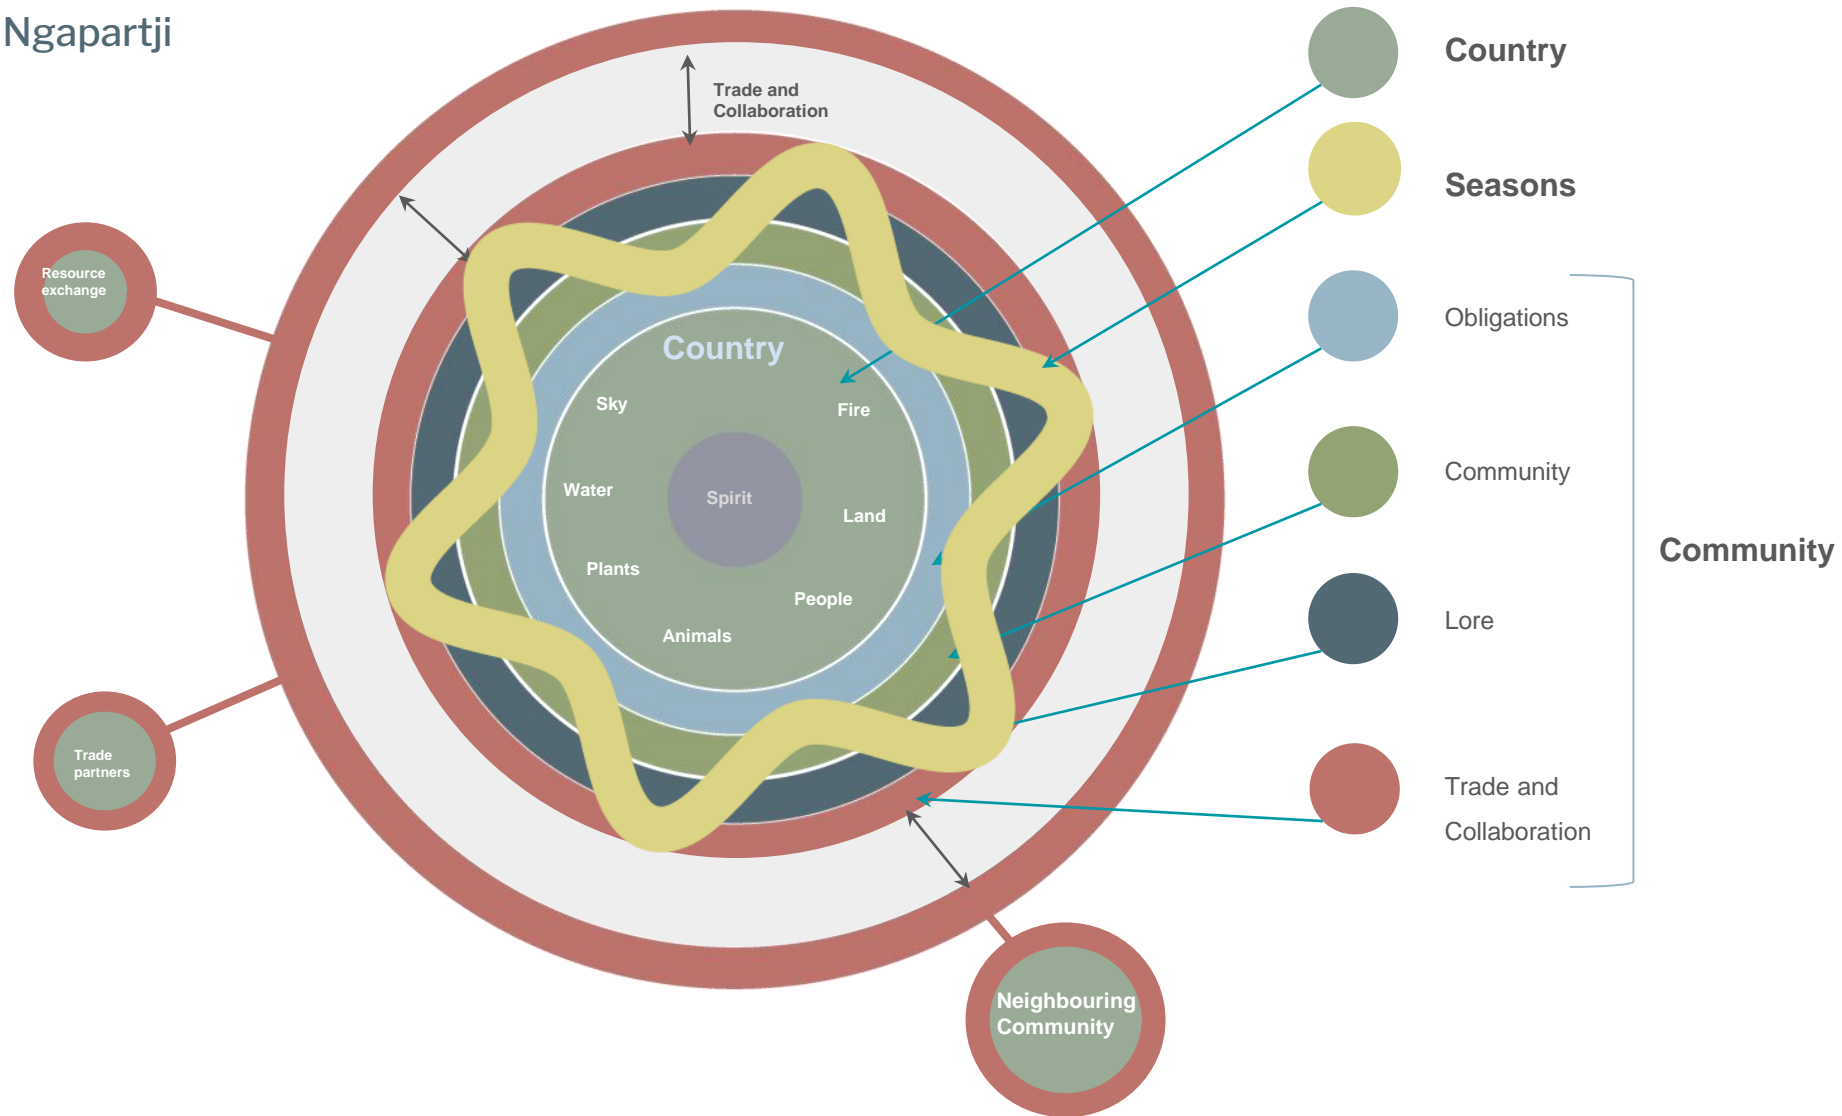 Ngapartji
Trade and
Collaboration
Resource
exchange
Trade
partners
Country
Sky
Fire
Water
Spirit
Land
Plants
People
Animals
Neighbouring
Community
Country
Seasons
Obligations
Community
Lore
Trade and
Collaboration
Community